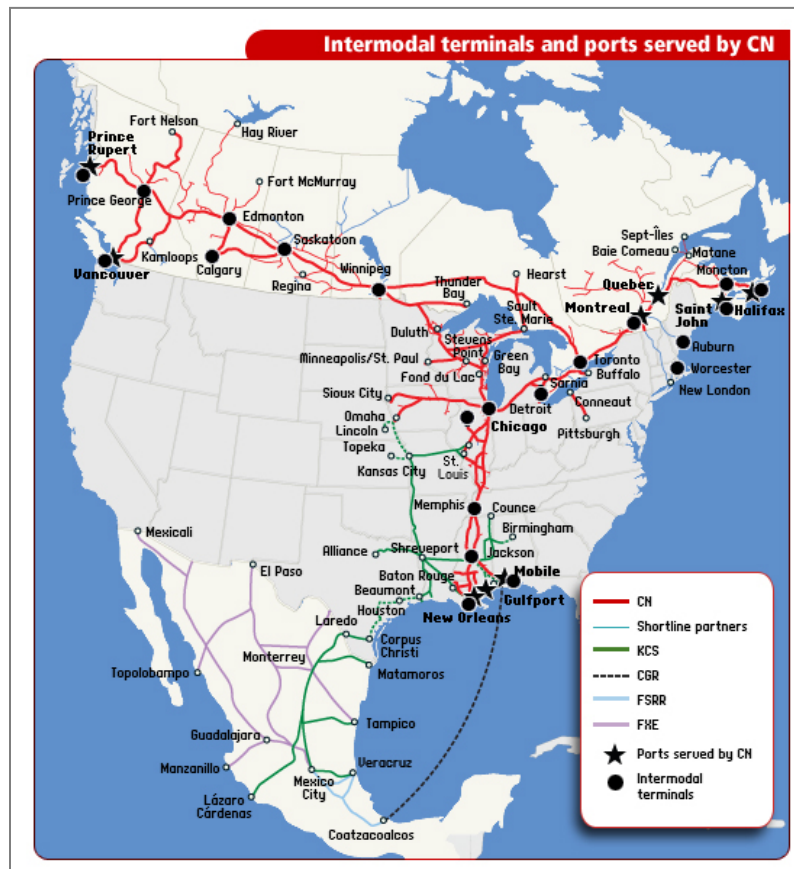 Intermodal terminals and ports served by CN
Fort Nelson
Hay River
Prince
Rupert
Fort McMurray
Prince George
Edmonton
Saskatoon
Sept-Îles
Baie Comeau
Matane
Kamloops
Vancouver
Calgary
Regina
Winnipeg
Thunder
Bay
Hearst
Quebec
Moncton
Sault
Ste. Marie
Montreal
Saint
John
Halifax
Duluth
Stevens
Point
Green
Bay
Minneapolis/St. Paul
Fond du Lac
Toronto
Buffalo
Auburn
Worcester
Sarnia
New London
Sioux City
Detroit
Conneaut
Omaha
Lincoln
Chicago
Pittsburgh
Topeka
Kansas City
St.
Louis
Memphis
Counce
Birmingham
Mexicali
Alliance
Shreveport
Jackson
El Paso
Baton Rouge
Mobile
Beaumont
Gulfport
Houston
New Orleans
Laredo
Corpus
Christi
Monterrey
Matamoros
Topolobampo
Tampico
Guadalajara
Veracruz
Manzanillo
Mexico
City
Lázaro
Cárdenas
Coatzacoalcos
CN
Shortline partners
KCS
CGR
FSRR
FXE
Ports served by CN
Intermodal
terminals